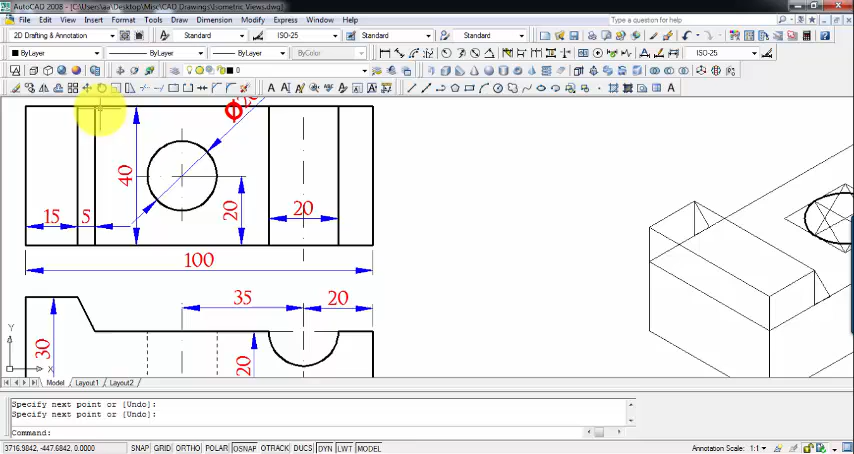 AutoCAD 2008 - [C:\Users\aa\Desktop\Misc\CAD Drawings\Isometric Views.dwg]
File Edit View Insert Format Tools Draw Dimension Modify Express Window Help
Type a question for help
2D Drafting & Annotation Standard ISO-25 Standard Standard
ByLayer ByLayer ByLayer ByColor ISO-25
0
Φ20
40
15 5 20 20
100
35 20
30 20
Y
X
Model Layout1 Layout2
Specify next point or [Undo]:
Specify next point or [Undo]:
Command:
3716.9842, -447.6842, 0.0000 SNAP GRID ORTHO POLAR OSNAP OTRACK DUCS DYN LWT MODEL Annotation Scale: 1:1